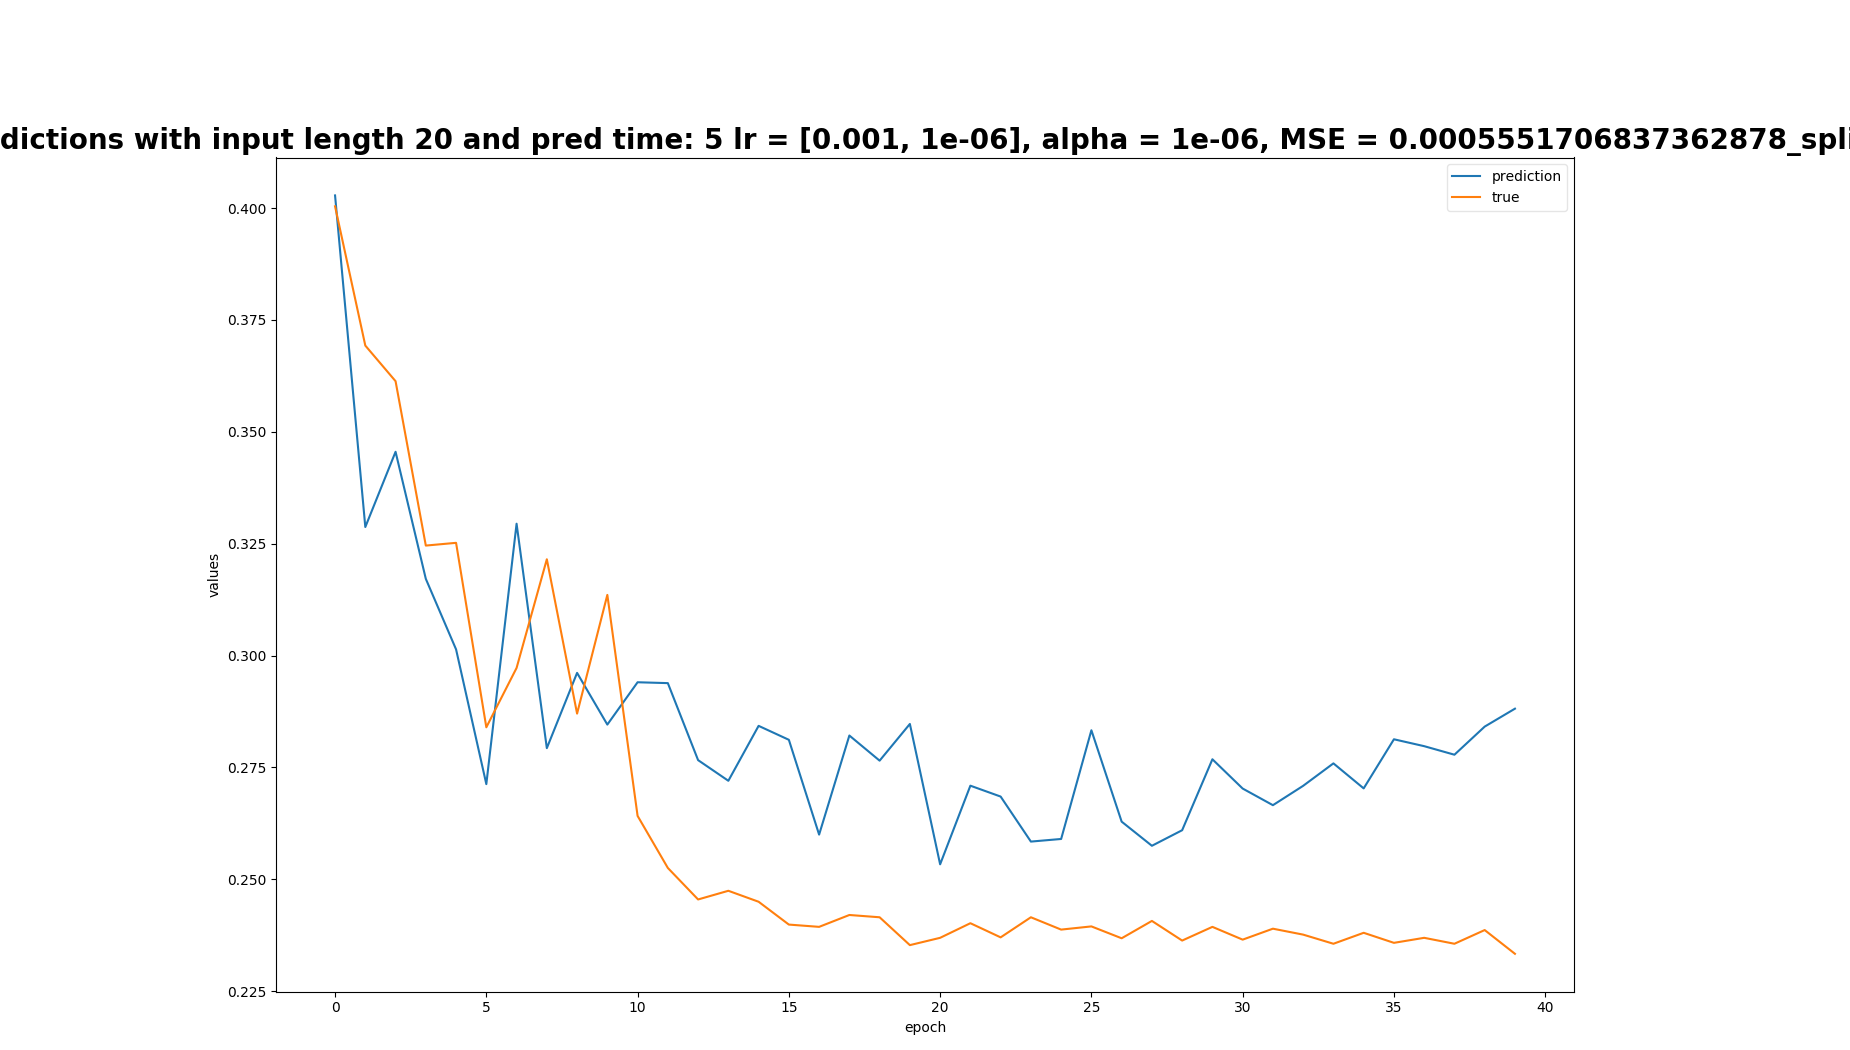 dictions with input length 20 and pred time: 5 lr = [0.001, 1e-06], alpha = 1e-06, MSE = 0.0005551706837362878_spli
prediction
true
0.400
0.375
0.350
0.325
0.300
0.275
0.250
0.225
values
0 5 10 15 20 25 30 35 40
epoch